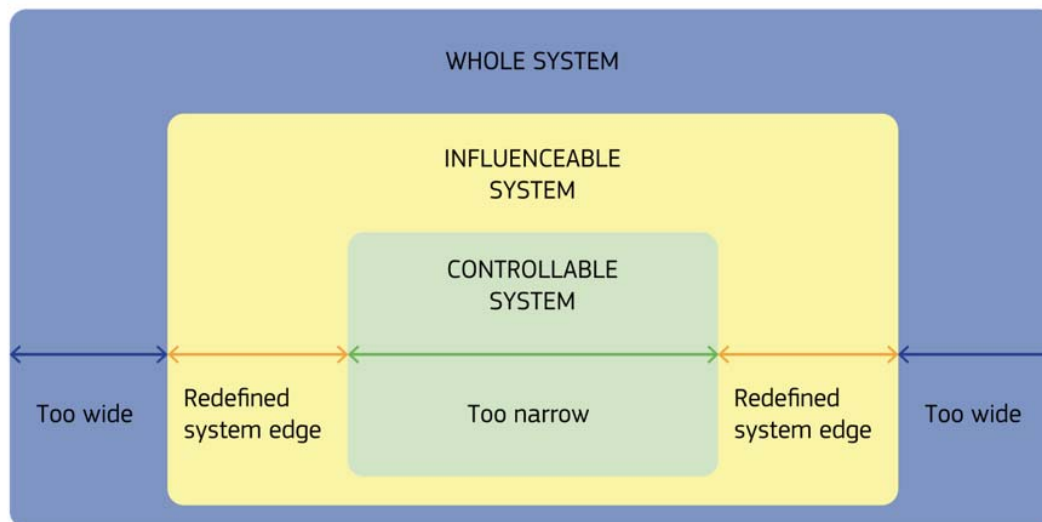 WHOLE SYSTEM
INFLUENCEABLE
SYSTEM
CONTROLLABLE
SYSTEM
Too wide
Redefined
system edge
Too narrow
Redefined
system edge
Too wide